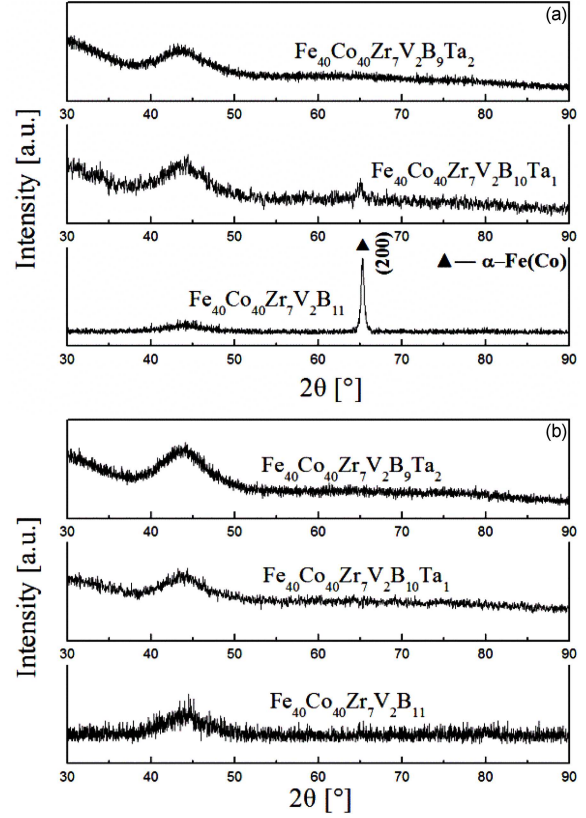 (a)
Fe₄₀Co₄₀Zr₇V₂B₉Ta₂
30 40 50 60 70 80 90
Fe₄₀Co₄₀Zr₇V₂B₁₀Ta₁
Intensity [a.u.]
30 40 50 60 70 80 90
▲— α–Fe(Co)
▲ (200)
Fe₄₀Co₄₀Zr₇V₂B₁₁
30 40 50 60 70 80 90
2θ [°]
(b)
Fe₄₀Co₄₀Zr₇V₂B₉Ta₂
30 40 50 60 70 80 90
Fe₄₀Co₄₀Zr₇V₂B₁₀Ta₁
Intensity [a.u.]
30 40 50 60 70 80 90
Fe₄₀Co₄₀Zr₇V₂B₁₁
30 40 50 60 70 80 90
2θ [°]